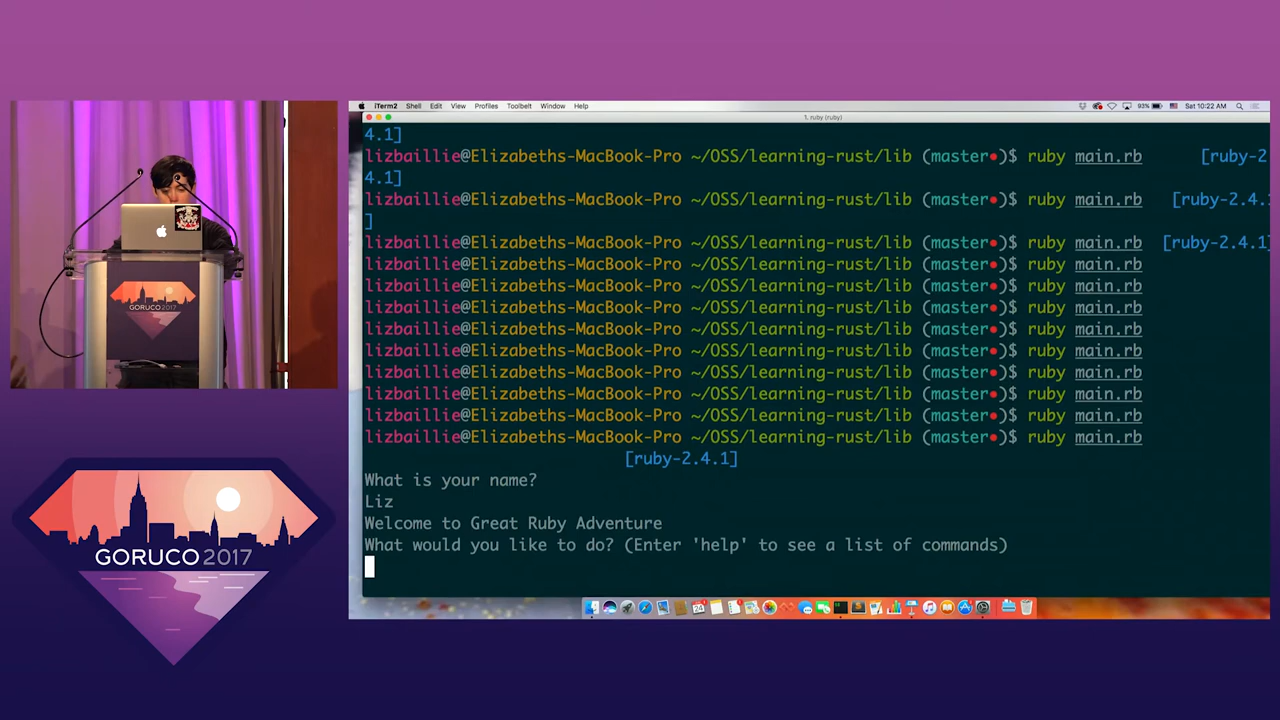 iTerm2 Shell Edit View Profiles Toolbelt Window Help
93% Sat 10:22 AM
1. ruby (ruby)
4.1]
lizbaillie@Elizabeths-MacBook-Pro ~/OSS/learning-rust/lib (master●)$ ruby main.rb [ruby-2
4.1]
lizbaillie@Elizabeths-MacBook-Pro ~/OSS/learning-rust/lib (master●)$ ruby main.rb [ruby-2.4.1
]
lizbaillie@Elizabeths-MacBook-Pro ~/OSS/learning-rust/lib (master●)$ ruby main.rb [ruby-2.4.1]
lizbaillie@Elizabeths-MacBook-Pro ~/OSS/learning-rust/lib (master●)$ ruby main.rb
lizbaillie@Elizabeths-MacBook-Pro ~/OSS/learning-rust/lib (master●)$ ruby main.rb
lizbaillie@Elizabeths-MacBook-Pro ~/OSS/learning-rust/lib (master●)$ ruby main.rb
lizbaillie@Elizabeths-MacBook-Pro ~/OSS/learning-rust/lib (master●)$ ruby main.rb
lizbaillie@Elizabeths-MacBook-Pro ~/OSS/learning-rust/lib (master●)$ ruby main.rb
lizbaillie@Elizabeths-MacBook-Pro ~/OSS/learning-rust/lib (master●)$ ruby main.rb
lizbaillie@Elizabeths-MacBook-Pro ~/OSS/learning-rust/lib (master●)$ ruby main.rb
lizbaillie@Elizabeths-MacBook-Pro ~/OSS/learning-rust/lib (master●)$ ruby main.rb
lizbaillie@Elizabeths-MacBook-Pro ~/OSS/learning-rust/lib (master●)$ ruby main.rb
[ruby-2.4.1]
What is your name?
Liz
Welcome to Great Ruby Adventure
What would you like to do? (Enter 'help' to see a list of commands)
GORUCO 2017
GORUCO 2017